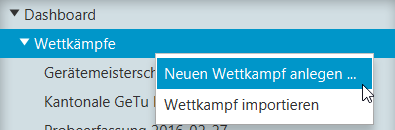 Dashboard
Wettkämpfe
Gerätemeistersch
Neuen Wettkampf anlegen ...
Kantonale GeTu
Wettkampf importieren
Probeerfassung 2016-02-27